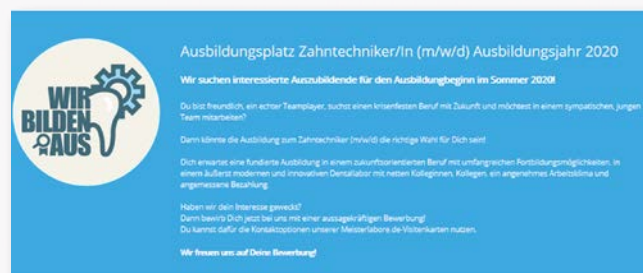 WIR
BILDEN
AUS
Ausbildungsplatz Zahntechniker/In (m/w/d) Ausbildungsjahr 2020
Wir suchen interessierte Auszubildende für den Ausbildungbeginn im Sommer 2020!
Du bist freundlich, ein echter Teamplayer, suchst einen krisenfesten Beruf mit Zukunft und möchtest in einem sympatischen, jungen
Team mitarbeiten?
Dann könnte die Ausbildung zum Zahntechniker (m/w/d) die richtige Wahl für Dich sein!
Dich erwartet eine fundierte Ausbildung in einem zukunftsorientierten Beruf mit umfangreichen Fortbildungsmöglichkeiten, in
einem äußerst modernen und innovativen Dentallabor mit netten Kolleginnen, Kollegen, ein angenehmes Arbeitsklima und
angemessene Bezahlung.
Haben wir dein Interesse geweckt?
Dann bewirb Dich jetzt bei uns mit einer aussagekräftigen Bewerbung!
Du kannst dafür die Kontaktoptionen unserer Meisterlabore.de-Visitenkarten nutzen.
Wir freuen uns auf Deine Bewerbung!